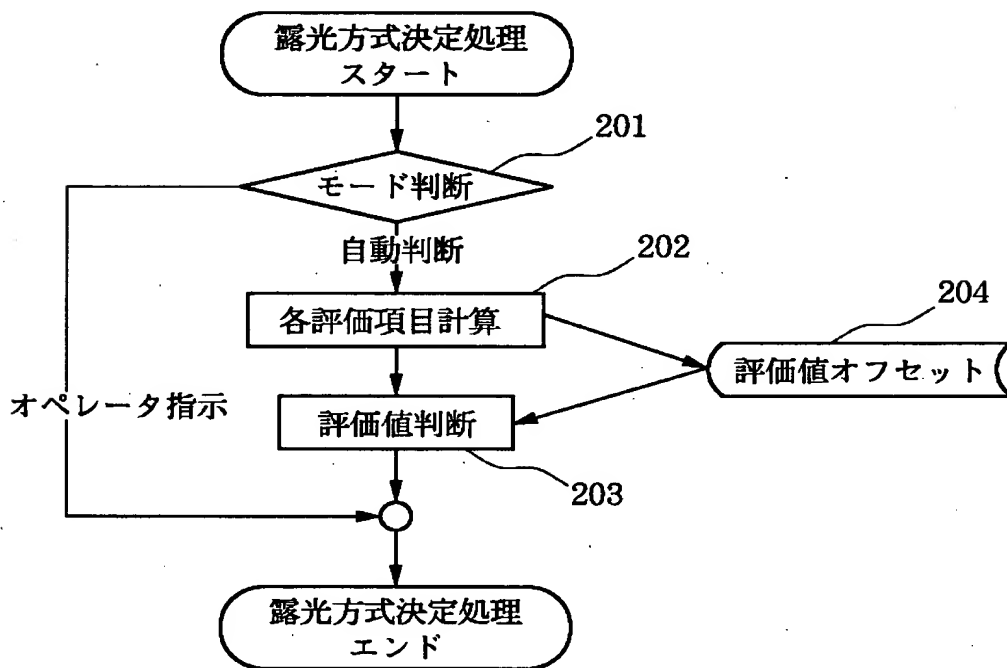 露光方式決定処理
スタート
201
モード判断
自動判断
202
各評価項目計算
204
評価値オフセット
オペレータ指示
評価値判断
203
露光方式決定処理
エンド